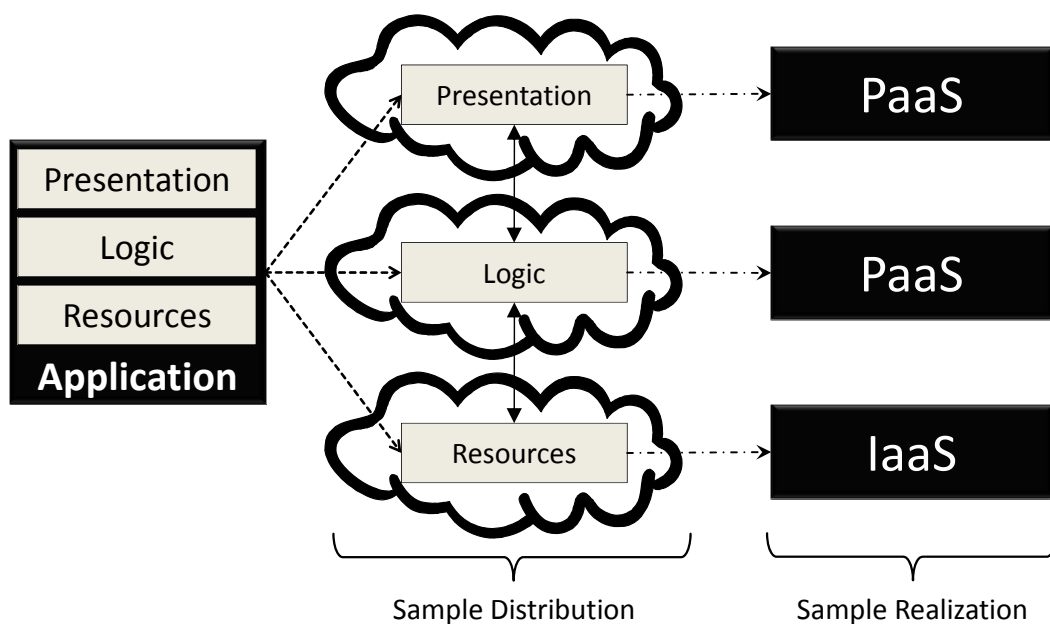 Presentation
Logic
Resources
Application
Presentation
Logic
Resources
PaaS
PaaS
IaaS
Sample Distribution
Sample Realization